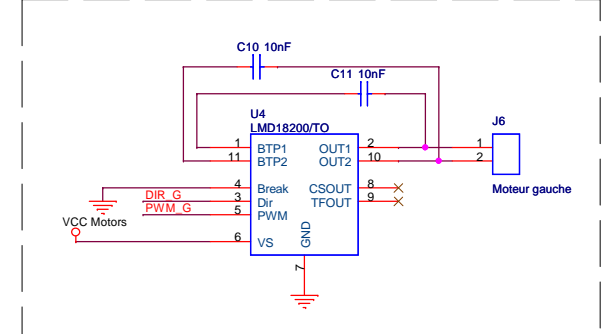 C10 10nF
C11 10nF
U4
LMD18200/TO
J6
1 BTP1 OUT1 2 1
11 BTP2 OUT2 10 2
Moteur gauche
4 Break CSOUT 8
DIR_G 3 Dir TFOUT 9
PWM_G 5 PWM
VCC Motors
6 VS GND
7